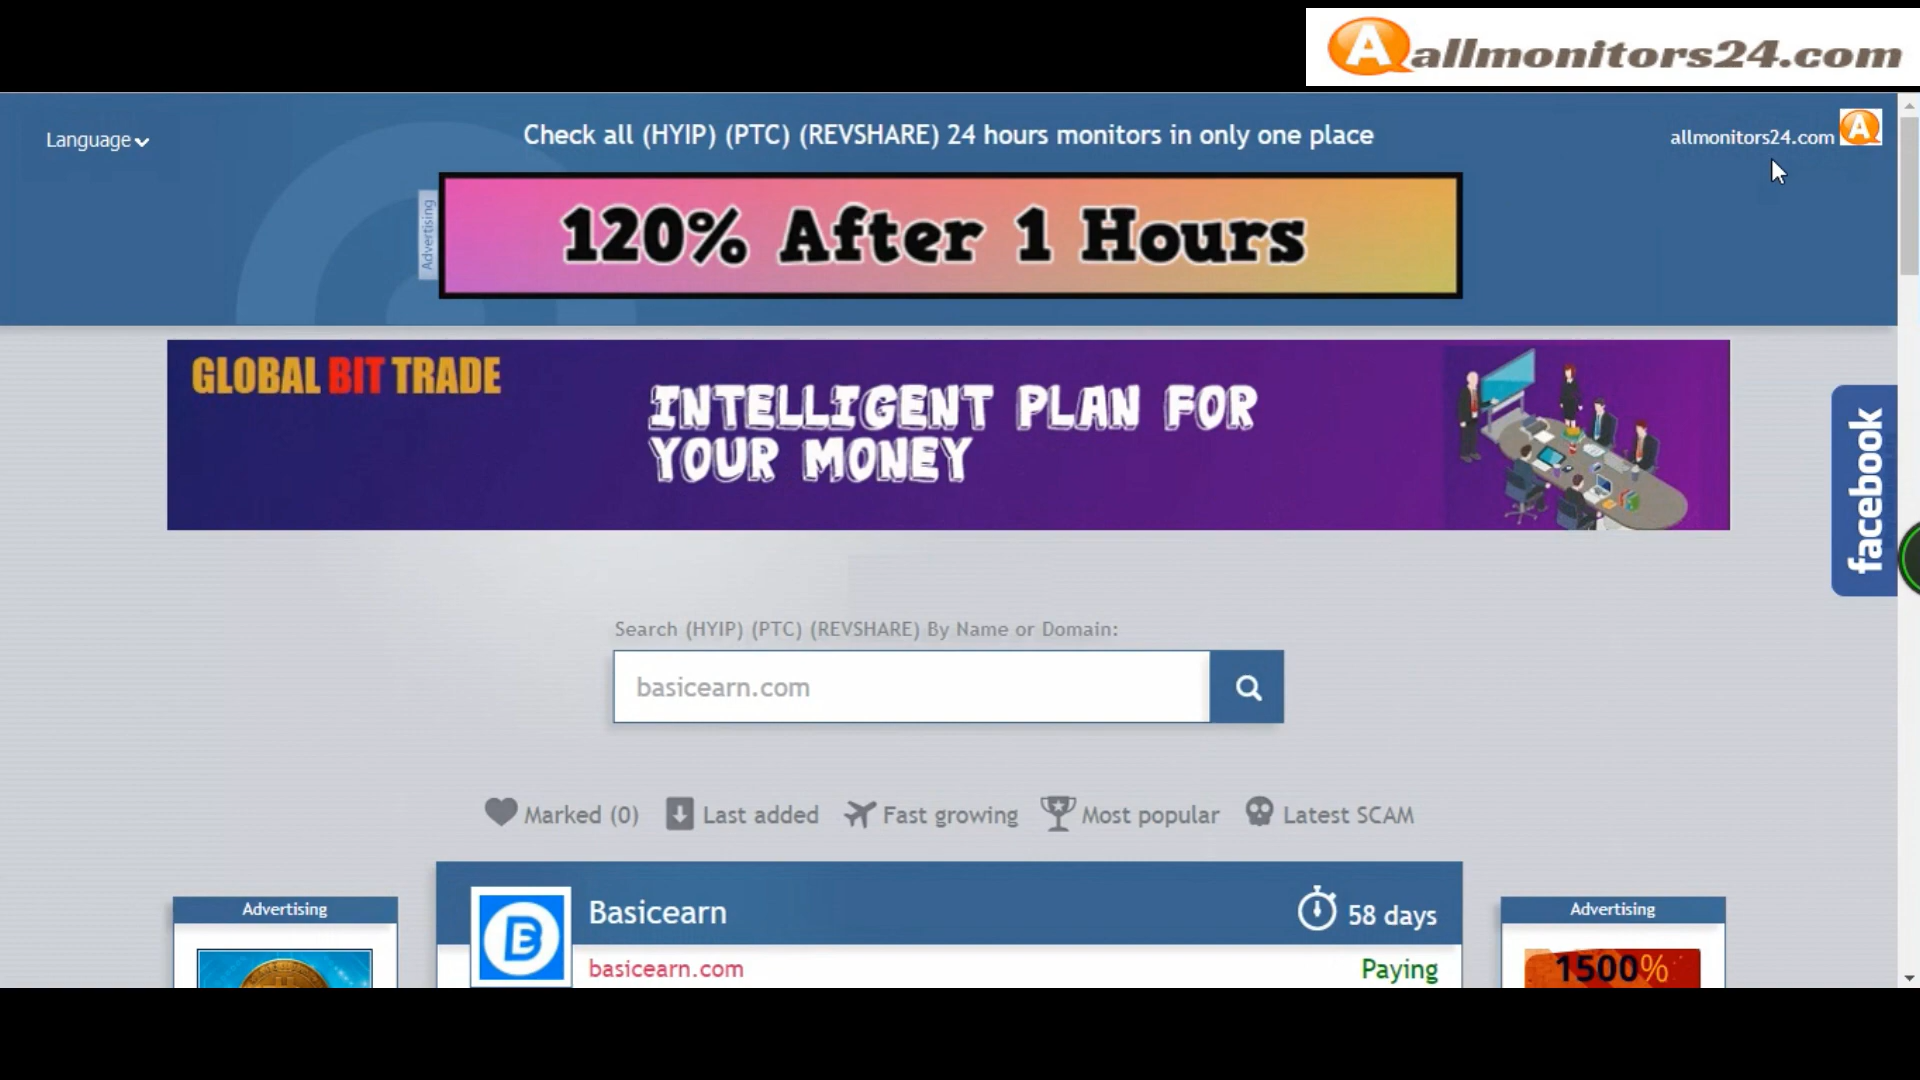 allmonitors24.com
Language
Check all (HYIP) (PTC) (REVSHARE) 24 hours monitors in only one place
allmonitors24.com
Advertising
120% After 1 Hours
GLOBAL BIT TRADE
INTELLIGENT PLAN FOR
YOUR MONEY
facebook
Search (HYIP) (PTC) (REVSHARE) By Name or Domain:
basicearn.com
Marked (0) Last added Fast growing Most popular Latest SCAM
Advertising
Basicearn
58 days
basicearn.com
Paying
Advertising
1500%